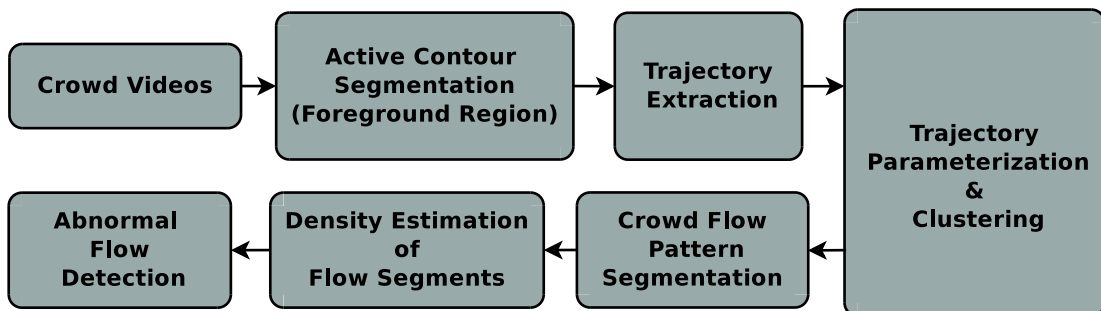 Crowd Videos
Active Contour
Segmentation
(Foreground Region)
Trajectory
Extraction
Trajectory
Parameterization
&
Clustering
Crowd Flow
Pattern
Segmentation
Density Estimation
of
Flow Segments
Abnormal
Flow
Detection